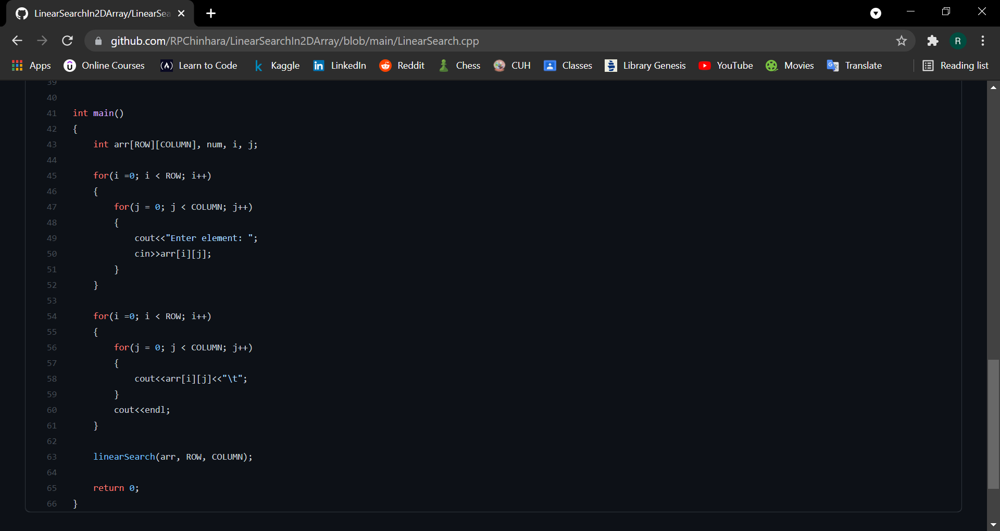 LinearSearchIn2DArray/LinearSea
github.com/RPChinhara/LinearSearchIn2DArray/blob/main/LinearSearch.cpp
R
Apps Online Courses Learn to Code Kaggle LinkedIn Reddit Chess CUH Classes Library Genesis YouTube Movies Translate Reading list
39
40
41 int main()
42 {
43     int arr[ROW][COLUMN], num, i, j;
44
45     for(i =0; i < ROW; i++)
46     {
47         for(j = 0; j < COLUMN; j++)
48         {
49             cout<<"Enter element: ";
50             cin>>arr[i][j];
51         }
52     }
53
54     for(i =0; i < ROW; i++)
55     {
56         for(j = 0; j < COLUMN; j++)
57         {
58             cout<<arr[i][j]<<"\t";
59         }
60         cout<<endl;
61     }
62
63     linearSearch(arr, ROW, COLUMN);
64
65     return 0;
66 }